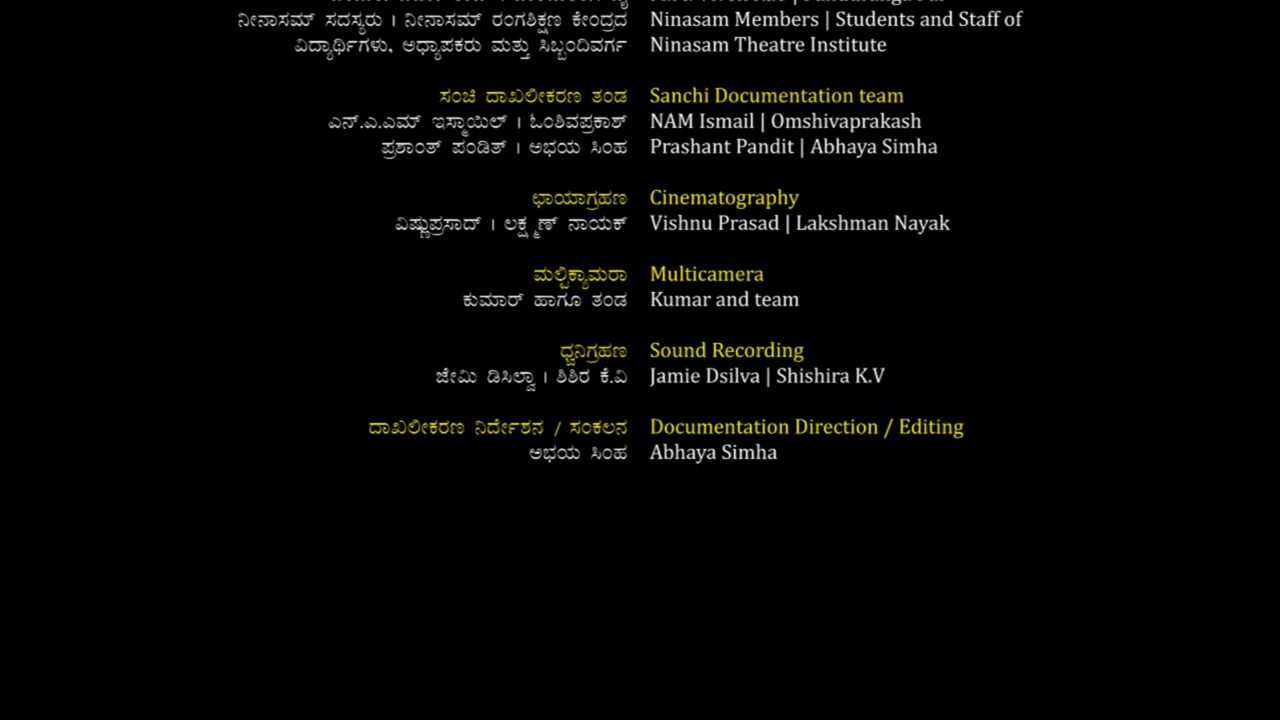 ನೀನಾಸಮ್ ಸದಸ್ಯರು । ನೀನಾಸಮ್ ರಂಗಶಿಕ್ಷಣ ಕೇಂದ್ರದ Ninasam Members | Students and Staff of
ವಿದ್ಯಾರ್ಥಿಗಳು, ಅಧ್ಯಾಪಕರು ಮತ್ತು ಸಿಬ್ಬಂದಿವರ್ಗ Ninasam Theatre Institute
ಸಂಚಿ ದಾಖಲೀಕರಣ ತಂಡ Sanchi Documentation team
ಎನ್.ಎ.ಎಮ್ ಇಸ್ಮಾಯಿಲ್ । ಓಂಶಿವಪ್ರಕಾಶ್ NAM Ismail | Omshivaprakash
ಪ್ರಶಾಂತ್ ಪಂಡಿತ್ । ಅಭಯ ಸಿಂಹ Prashant Pandit | Abhaya Simha
ಛಾಯಾಗ್ರಹಣ Cinematography
ವಿಷ್ಣುಪ್ರಸಾದ್ । ಲಕ್ಷ್ಮಣ್ ನಾಯಕ್ Vishnu Prasad | Lakshman Nayak
ಮಲ್ಟಿಕ್ಯಾಮರಾ Multicamera
ಕುಮಾರ್ ಹಾಗೂ ತಂಡ Kumar and team
ಧ್ವನಿಗ್ರಹಣ Sound Recording
ಜೇಮಿ ಡಿಸಿಲ್ವಾ । ಶಿಶಿರ ಕೆ.ವಿ Jamie Dsilva | Shishira K.V
ದಾಖಲೀಕರಣ ನಿರ್ದೇಶನ / ಸಂಕಲನ Documentation Direction / Editing
ಅಭಯ ಸಿಂಹ Abhaya Simha